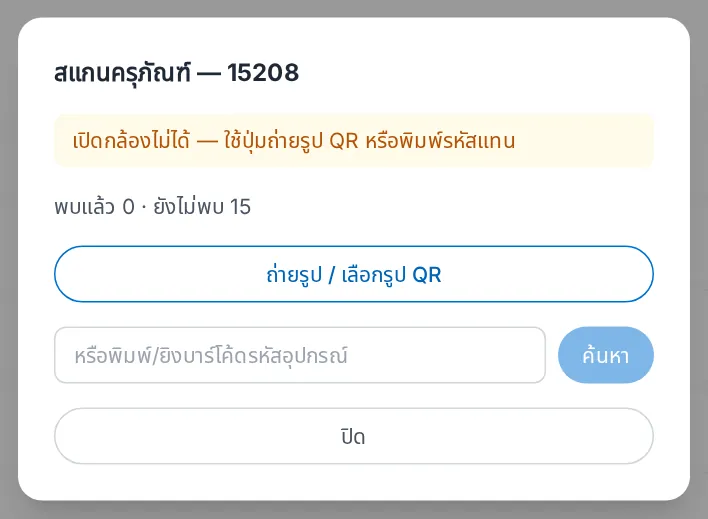 สแกนครุภัณฑ์ — 15208
เปิดกล้องไม่ได้ — ใช้ปุ่มถ่ายรูป QR หรือพิมพ์รหัสแทน
พบแล้ว 0 · ยังไม่พบ 15
ถ่ายรูป / เลือกรูป QR
หรือพิมพ์/ยิงบาร์โค้ดรหัสอุปกรณ์
ค้นหา
ปิด